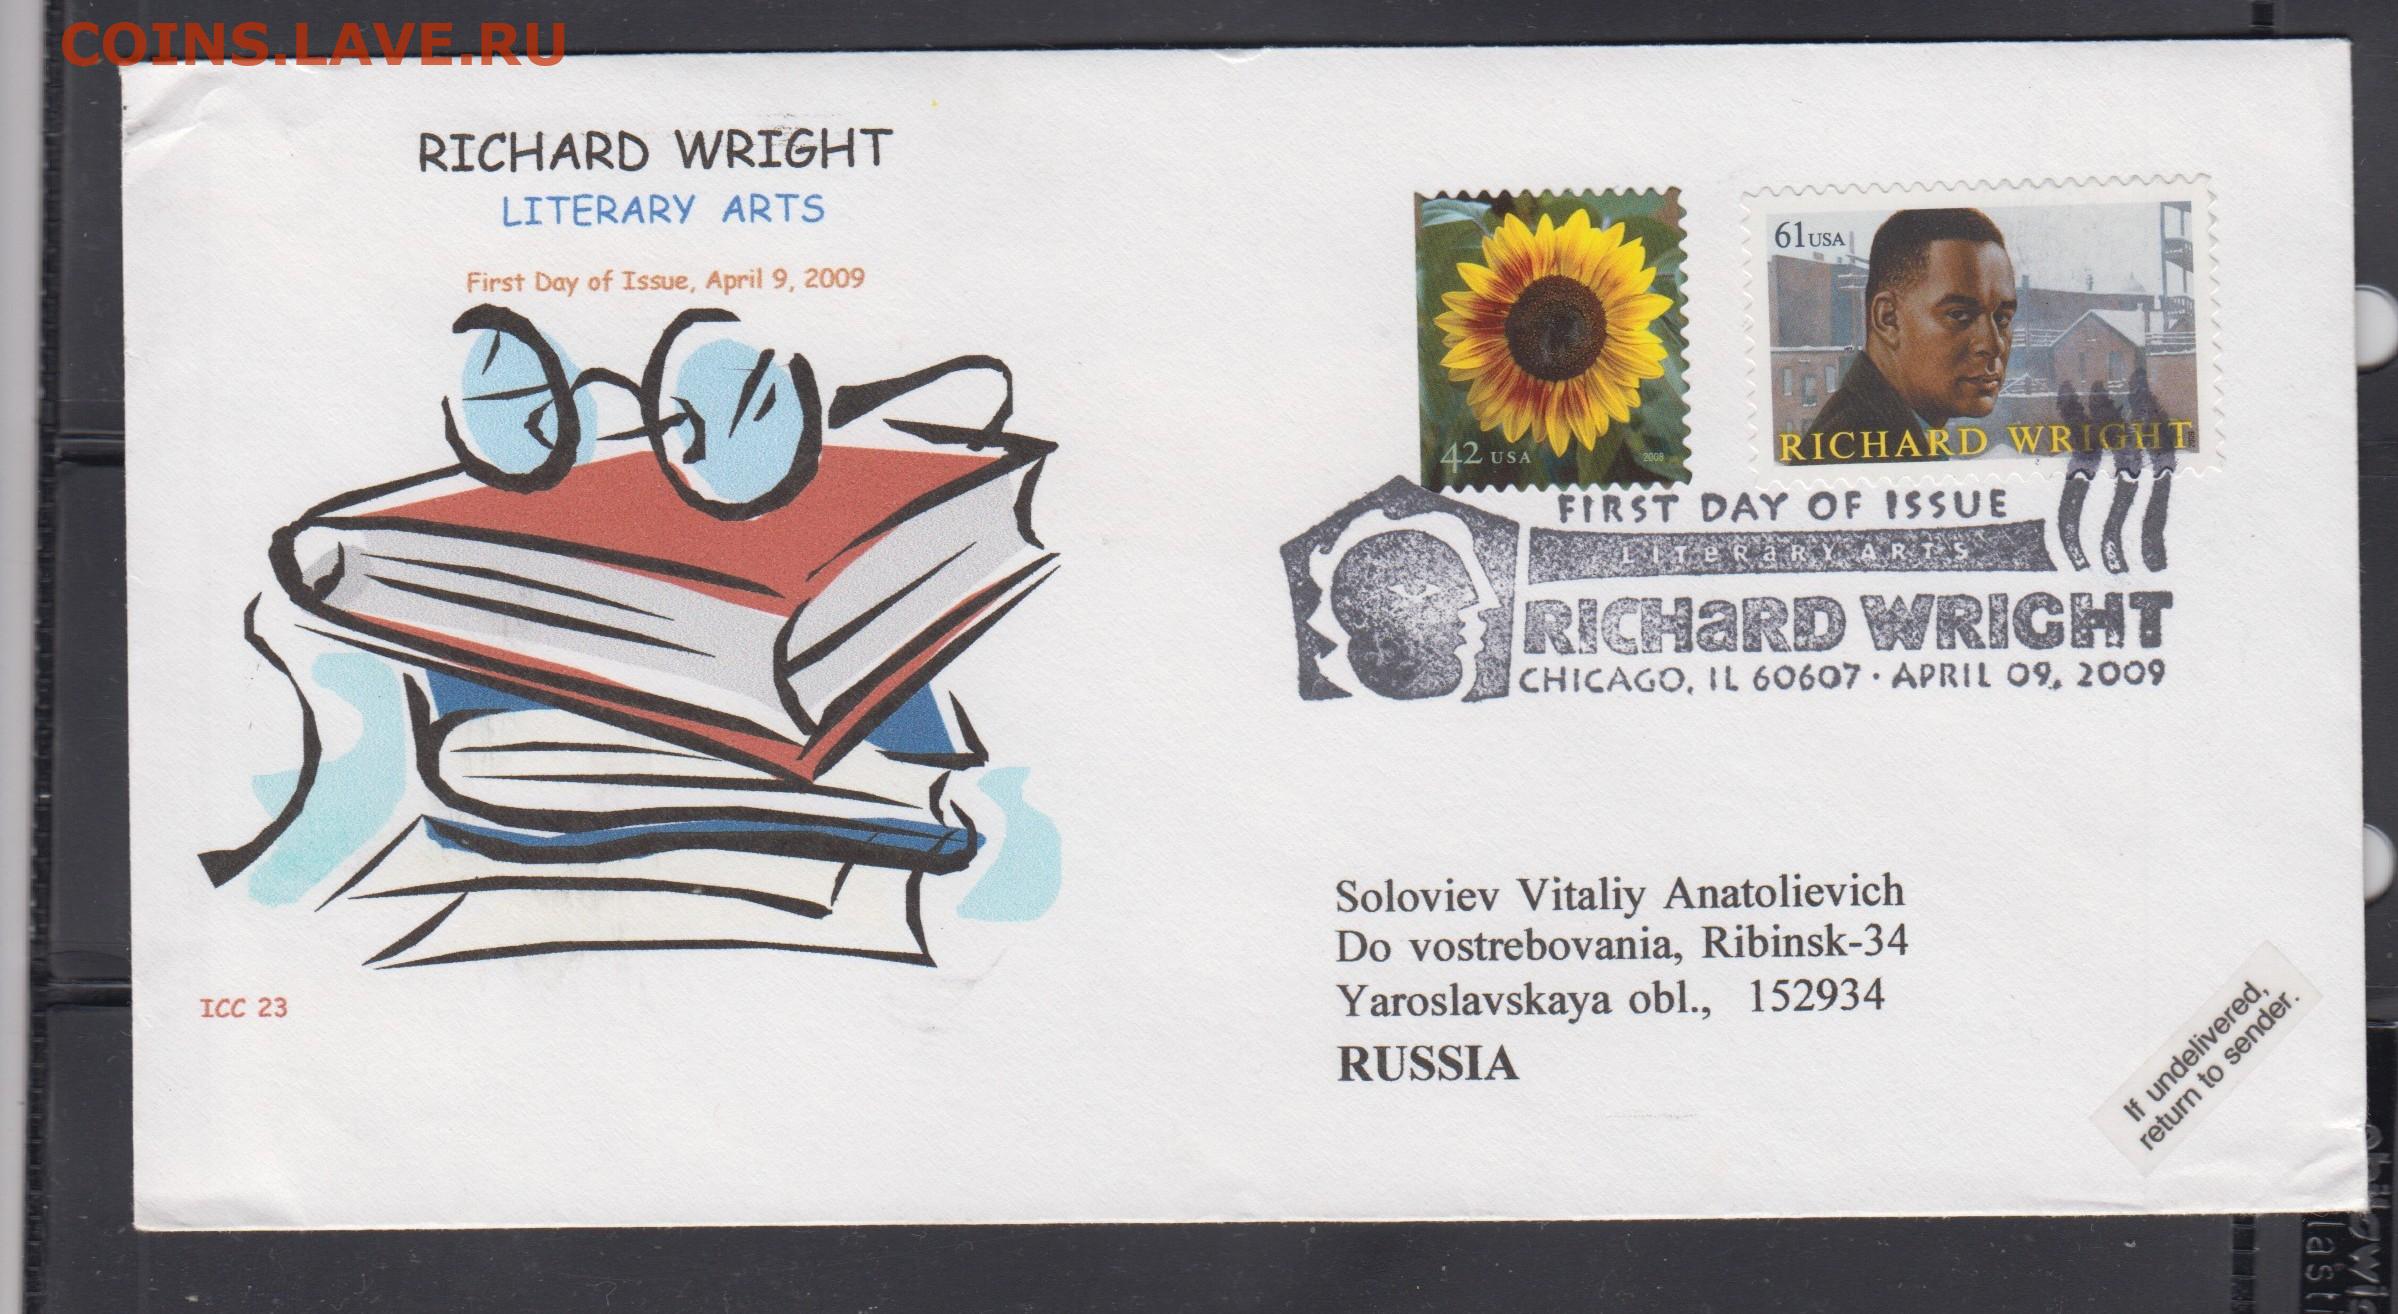 COINS.LAVE.RU
RICHARD WRIGHT
LITERARY ARTS
First Day of Issue, April 9, 2009
ICC 23
42 USA
2008
61 USA
RICHARD WRIGHT
2009
FIRST DAY OF ISSUE
LITeRaRY ARTS
RICHaRD WRIGHT
CHICAGO, IL 60607 · APRIL 09, 2009
Soloviev Vitaliy Anatolievich
Do vostrebovania, Ribinsk-34
Yaroslavskaya obl., 152934
RUSSIA
If undelivered,
return to sender.